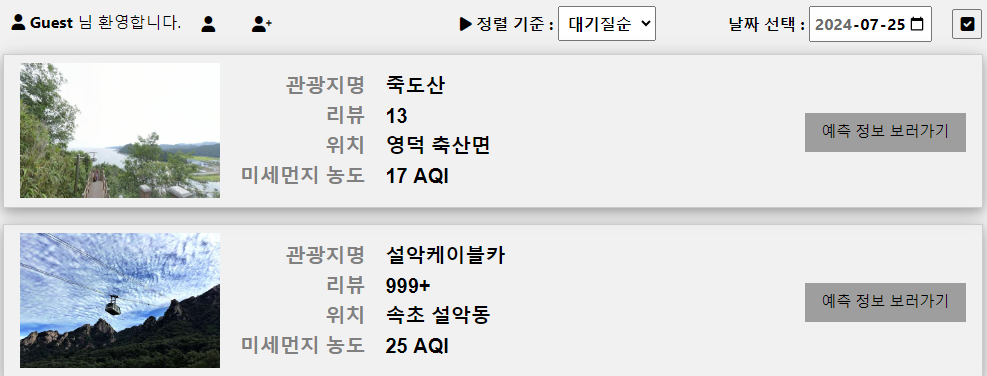 Guest 님 환영합니다.
▶ 정렬 기준 : 대기질순
날짜 선택 : 2024-07-25
관광지명 죽도산
리뷰 13
위치 영덕 축산면
미세먼지 농도 17 AQI
예측 정보 보러가기
관광지명 설악케이블카
리뷰 999+
위치 속초 설악동
미세먼지 농도 25 AQI
예측 정보 보러가기